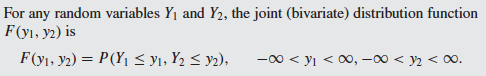 For any random variables Y₁ and Y₂, the joint (bivariate) distribution function
F(y₁, y₂) is
F(y₁, y₂) = P(Y₁ ≤ y₁, Y₂ ≤ y₂),     −∞ < y₁ < ∞, −∞ < y₂ < ∞.